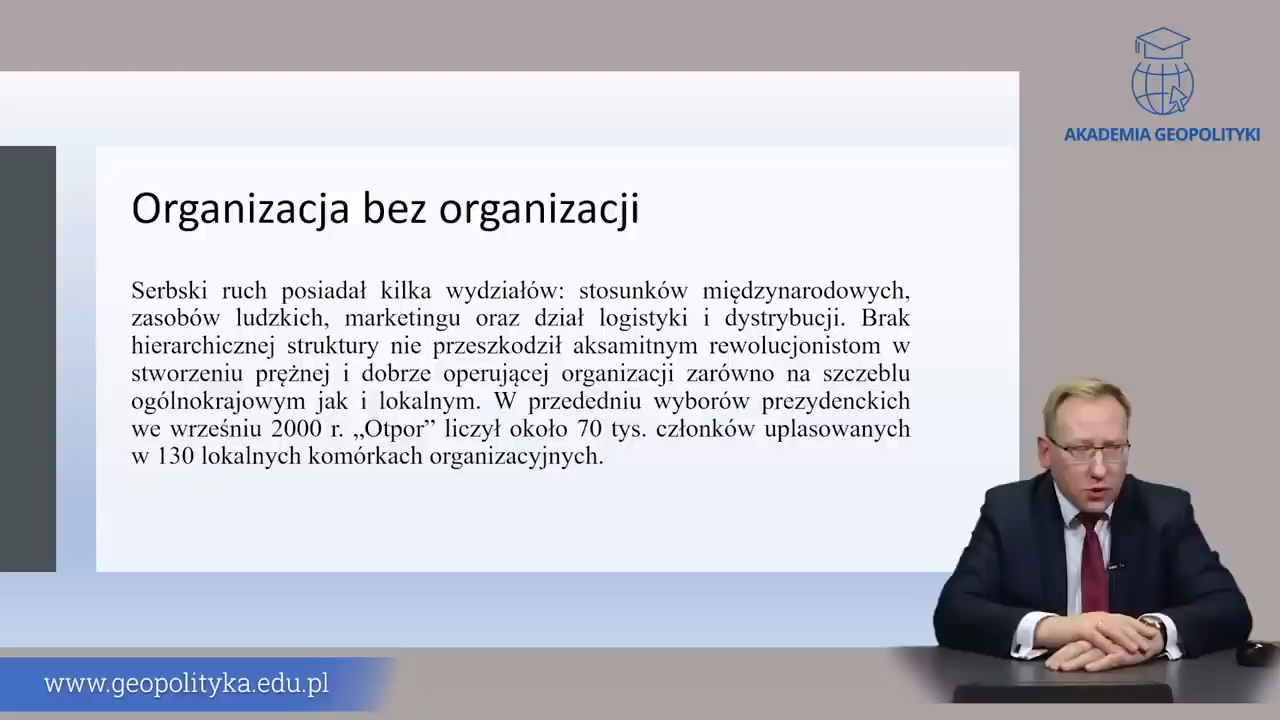 AKADEMIA GEOPOLITYKI
Organizacja bez organizacji
Serbski ruch posiadał kilka wydziałów: stosunków międzynarodowych,
zasobów ludzkich, marketingu oraz dział logistyki i dystrybucji. Brak
hierarchicznej struktury nie przeszkodził aksamitnym rewolucjonistom w
stworzeniu prężnej i dobrze operującej organizacji zarówno na szczeblu
ogólnokrajowym jak i lokalnym. W przededniu wyborów prezydenckich
we wrześniu 2000 r. „Otpor” liczył około 70 tys. członków uplasowanych
w 130 lokalnych komórkach organizacyjnych.
www.geopolityka.edu.pl